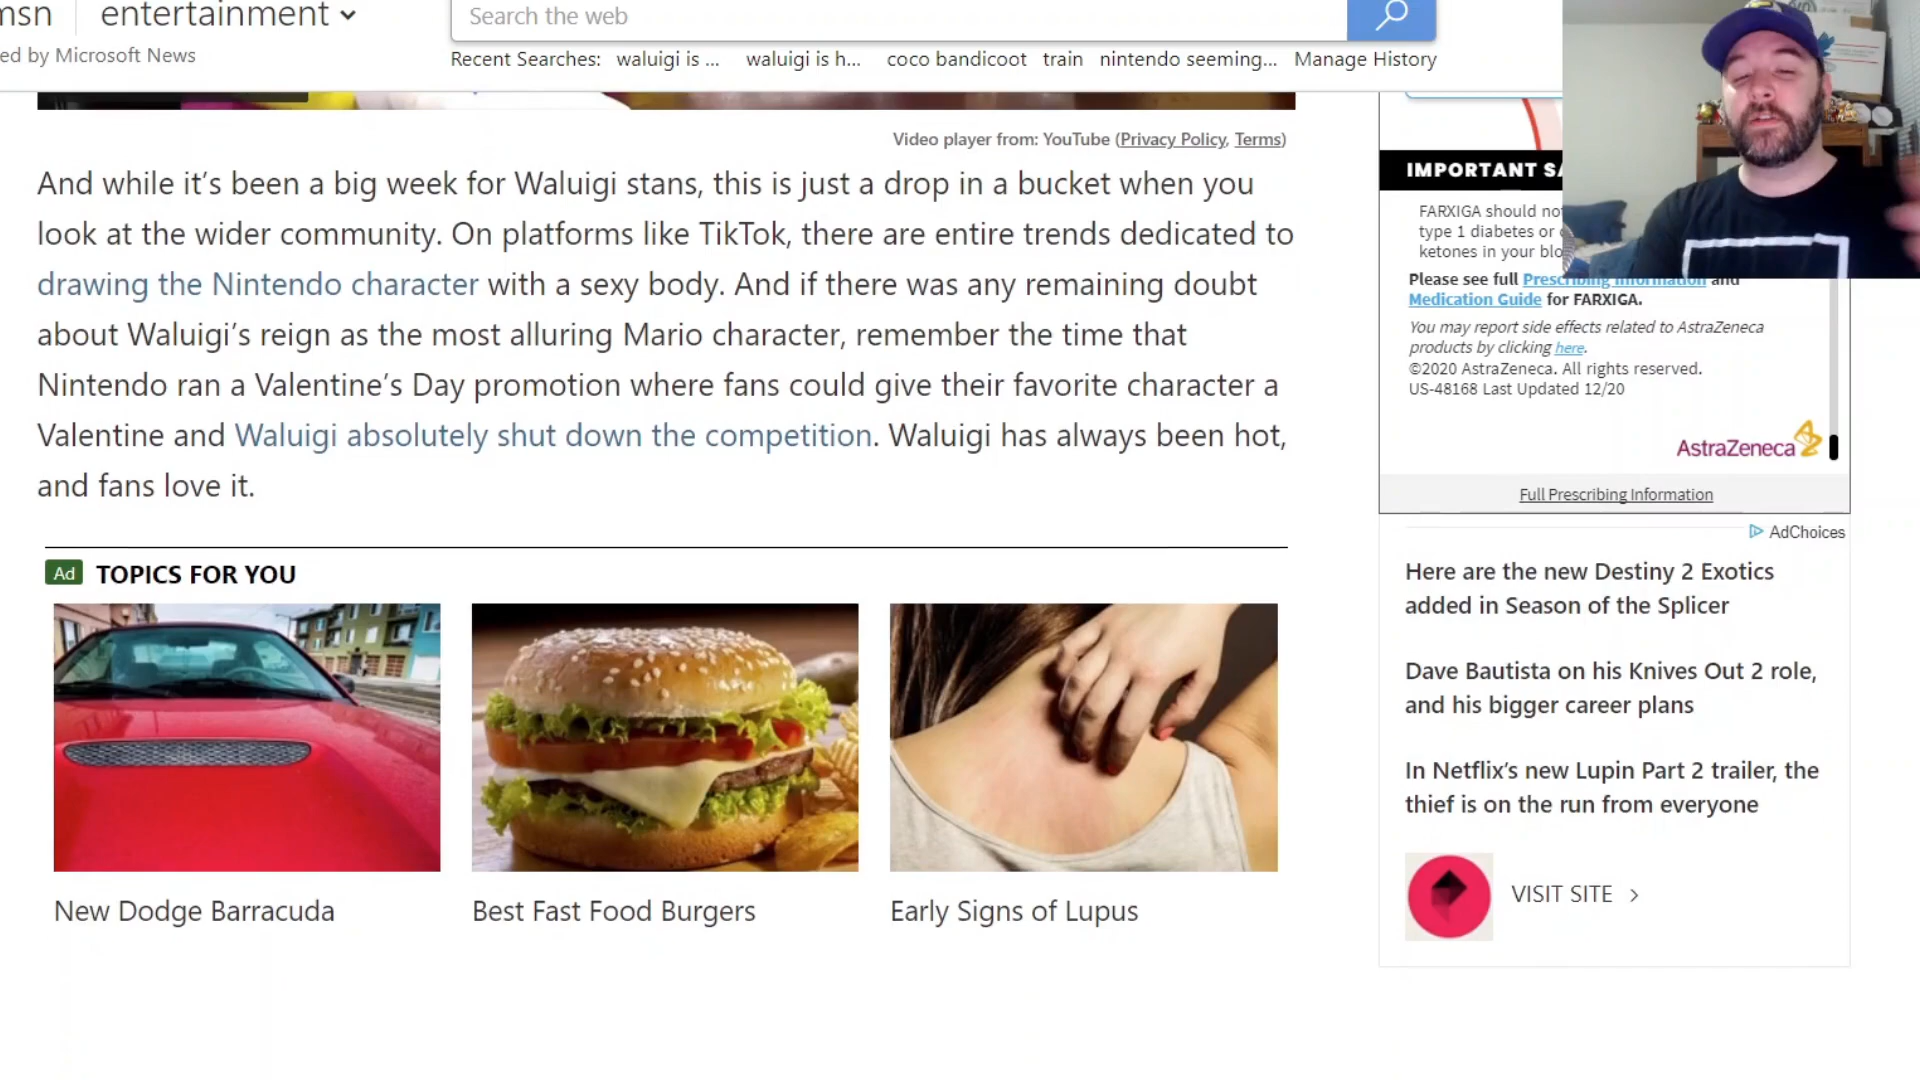 msn
entertainment
Search the web
ed by Microsoft News
Recent Searches: waluigi is ... waluigi is h... coco bandicoot train nintendo seeming... Manage History
Video player from: YouTube (Privacy Policy, Terms)
And while it’s been a big week for Waluigi stans, this is just a drop in a bucket when you
look at the wider community. On platforms like TikTok, there are entire trends dedicated to
drawing the Nintendo character with a sexy body. And if there was any remaining doubt
about Waluigi’s reign as the most alluring Mario character, remember the time that
Nintendo ran a Valentine’s Day promotion where fans could give their favorite character a
Valentine and Waluigi absolutely shut down the competition. Waluigi has always been hot,
and fans love it.
Ad TOPICS FOR YOU
New Dodge Barracuda
Best Fast Food Burgers
Early Signs of Lupus
IMPORTANT SA
FARXIGA should no
type 1 diabetes or
ketones in your blo
Please see full Prescribing Information and
Medication Guide for FARXIGA.
You may report side effects related to AstraZeneca
products by clicking here.
©2020 AstraZeneca. All rights reserved.
US-48168 Last Updated 12/20
AstraZeneca
Full Prescribing Information
AdChoices
Here are the new Destiny 2 Exotics
added in Season of the Splicer
Dave Bautista on his Knives Out 2 role,
and his bigger career plans
In Netflix’s new Lupin Part 2 trailer, the
thief is on the run from everyone
VISIT SITE